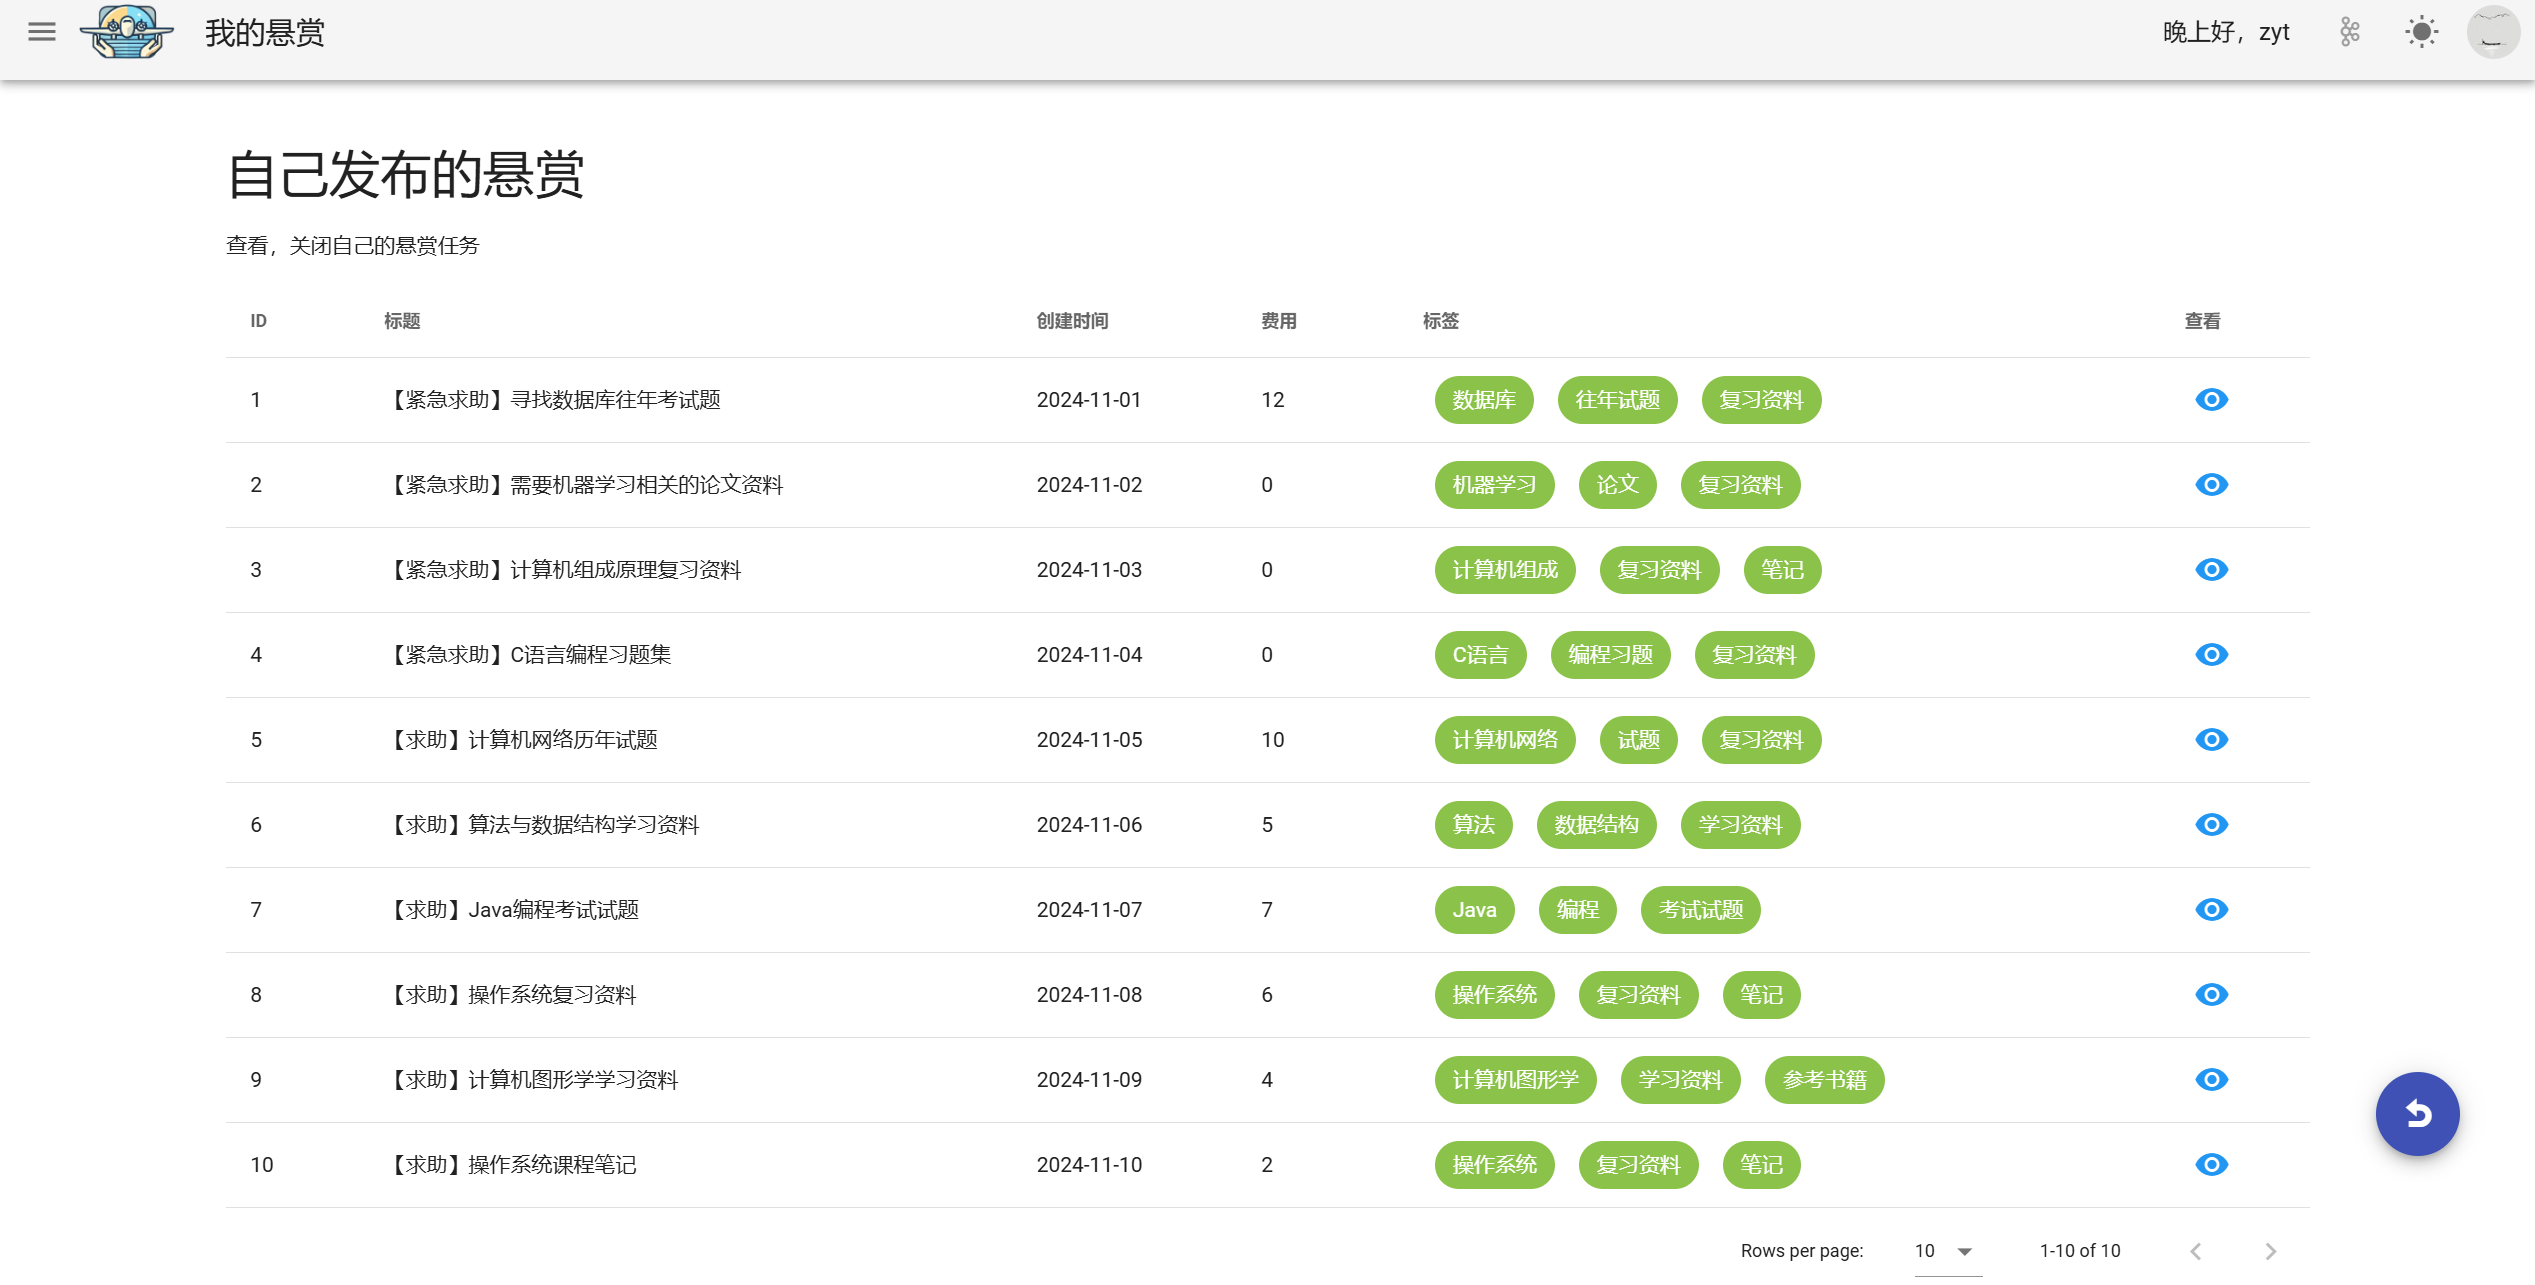 我的悬赏
晚上好，zyt
自己发布的悬赏
查看，关闭自己的悬赏任务
ID 标题 创建时间 费用 标签 查看
1 【紧急求助】寻找数据库往年考试题 2024-11-01 12 数据库 往年试题 复习资料
2 【紧急求助】需要机器学习相关的论文资料 2024-11-02 0 机器学习 论文 复习资料
3 【紧急求助】计算机组成原理复习资料 2024-11-03 0 计算机组成 复习资料 笔记
4 【紧急求助】C语言编程习题集 2024-11-04 0 C语言 编程习题 复习资料
5 【求助】计算机网络历年试题 2024-11-05 10 计算机网络 试题 复习资料
6 【求助】算法与数据结构学习资料 2024-11-06 5 算法 数据结构 学习资料
7 【求助】Java编程考试试题 2024-11-07 7 Java 编程 考试试题
8 【求助】操作系统复习资料 2024-11-08 6 操作系统 复习资料 笔记
9 【求助】计算机图形学学习资料 2024-11-09 4 计算机图形学 学习资料 参考书籍
10 【求助】操作系统课程笔记 2024-11-10 2 操作系统 复习资料 笔记
Rows per page: 10 1-10 of 10